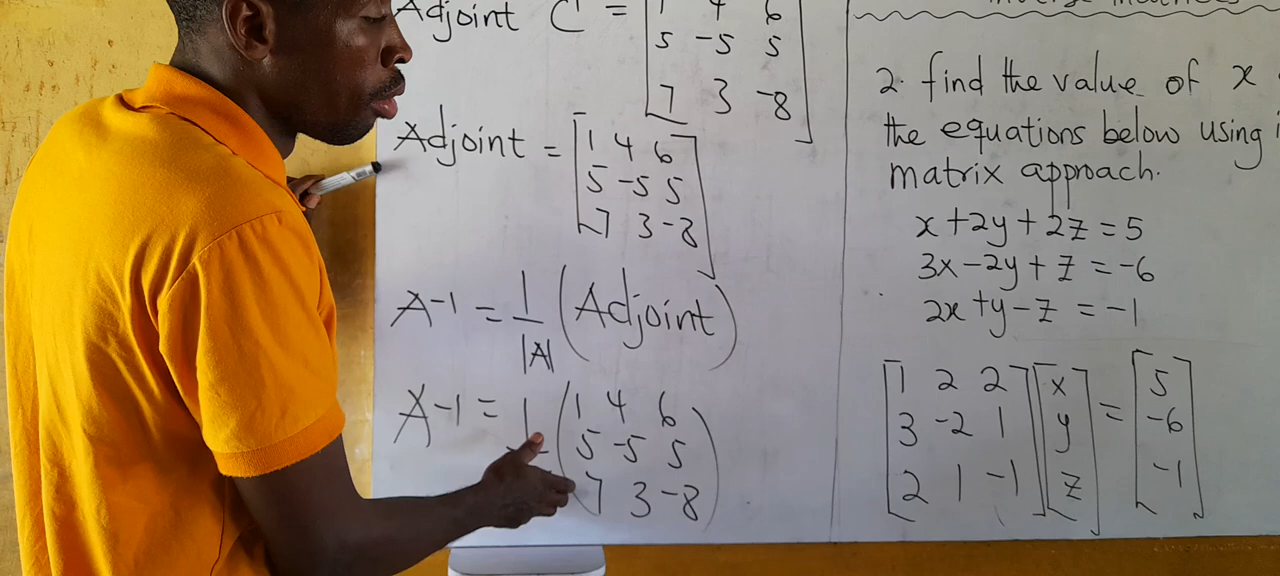 Adjoint C = [1 4 6
5 -5 5
7 3 -8]
Adjoint = [1 4 6
5 -5 5
7 3 -8]
A-1 = 1/|A| (Adjoint)
A-1 = 1 (1 4 6
5 -5 5
7 3 -8)
2. find the value of x
the equations below using
matrix approach.
x + 2y + 2z = 5
3x - 2y + z = -6
2x + y - z = -1
[1 2 2] [x] = [5]
[3 -2 1] [y] [-6]
[2 1 -1] [z] [-1]